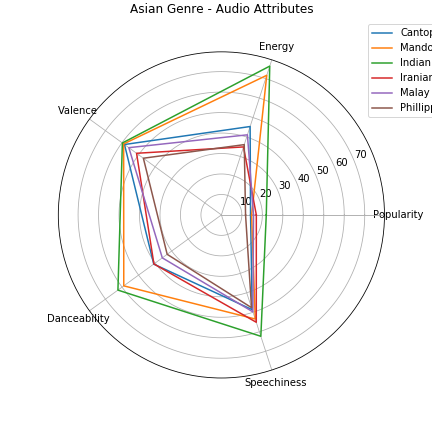 Asian Genre - Audio Attributes
Energy
Valence
Popularity
Danceability
Speechiness
10
20
30
40
50
60
70
Cantop
Mando
Indian
Iranian
Malay
Phillipp